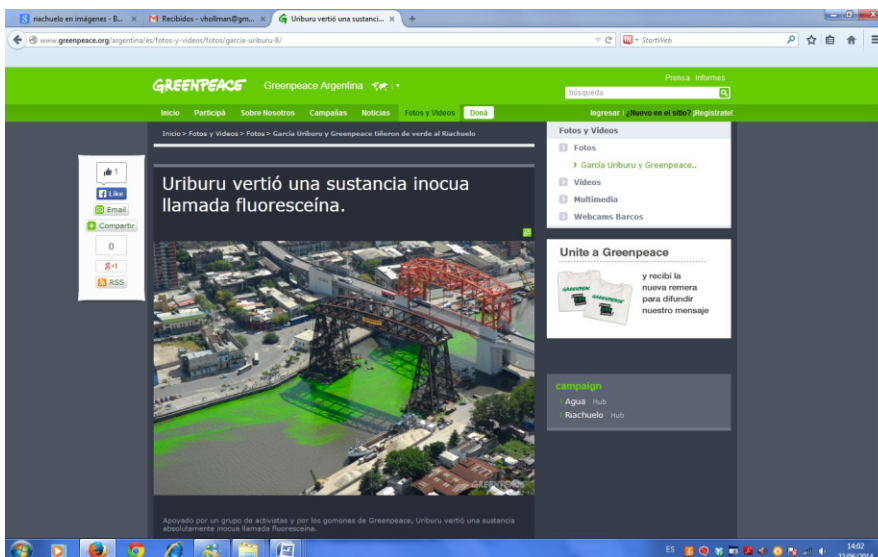 riachuelo en imágenes - B...
Recibidos - vhollman@gm...
Uriburu vertió una sustanci...
www.greenpeace.org/argentina/es/fotos-y-videos/fotos/garcia-uriburu-8/
StartWeb
GREENPEACE
Greenpeace Argentina
Prensa Informes
búsqueda
Inicio Participá Sobre Nosotros Campañas Noticias Fotos y Videos Doná
Ingresar ¿Nuevo en el sitio? ¡Registrate!
Inicio > Fotos y Videos > Fotos > García Uriburu y Greenpeace tiñeron de verde al Riachuelo
1
Like
Email
Compartir
0
+1
RSS
Uriburu vertió una sustancia inocua
llamada fluoresceína.
GREENPEACE
Apoyado por un grupo de activistas y por los gomones de Greenpeace, Uriburu vertió una sustancia
absolutamente inocua llamada fluoresceína.
Fotos y Videos
Fotos
García Uriburu y Greenpeace..
Videos
Multimedia
Webcams Barcos
Unite a Greenpeace
y recibí la
nueva remera
para difundir
nuestro mensaje
GREENPEACE
GREENPEACE
campaign
Agua Hub
Riachuelo Hub
ES
14:02
22/06/2014